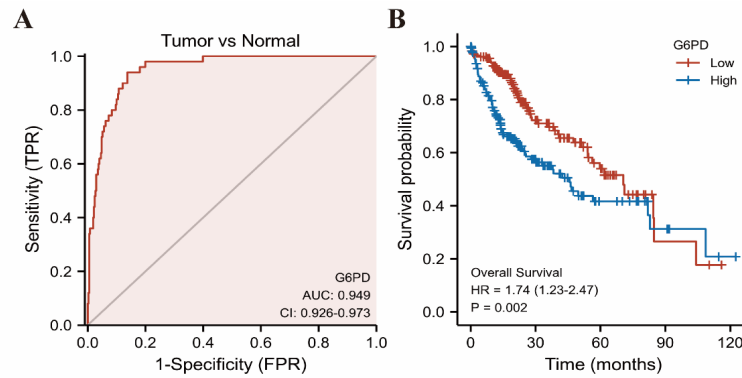 A
Tumor vs Normal
1.0
0.8
0.6
0.4
0.2
0.0
Sensitivity (TPR)
G6PD
AUC: 0.949
CI: 0.926-0.973
0.0 0.2 0.4 0.6 0.8 1.0
1-Specificity (FPR)
B
G6PD
Low
High
1.0
0.8
0.6
0.4
0.2
0.0
Survival probability
Overall Survival
HR = 1.74 (1.23-2.47)
P = 0.002
0 30 60 90 120
Time (months)